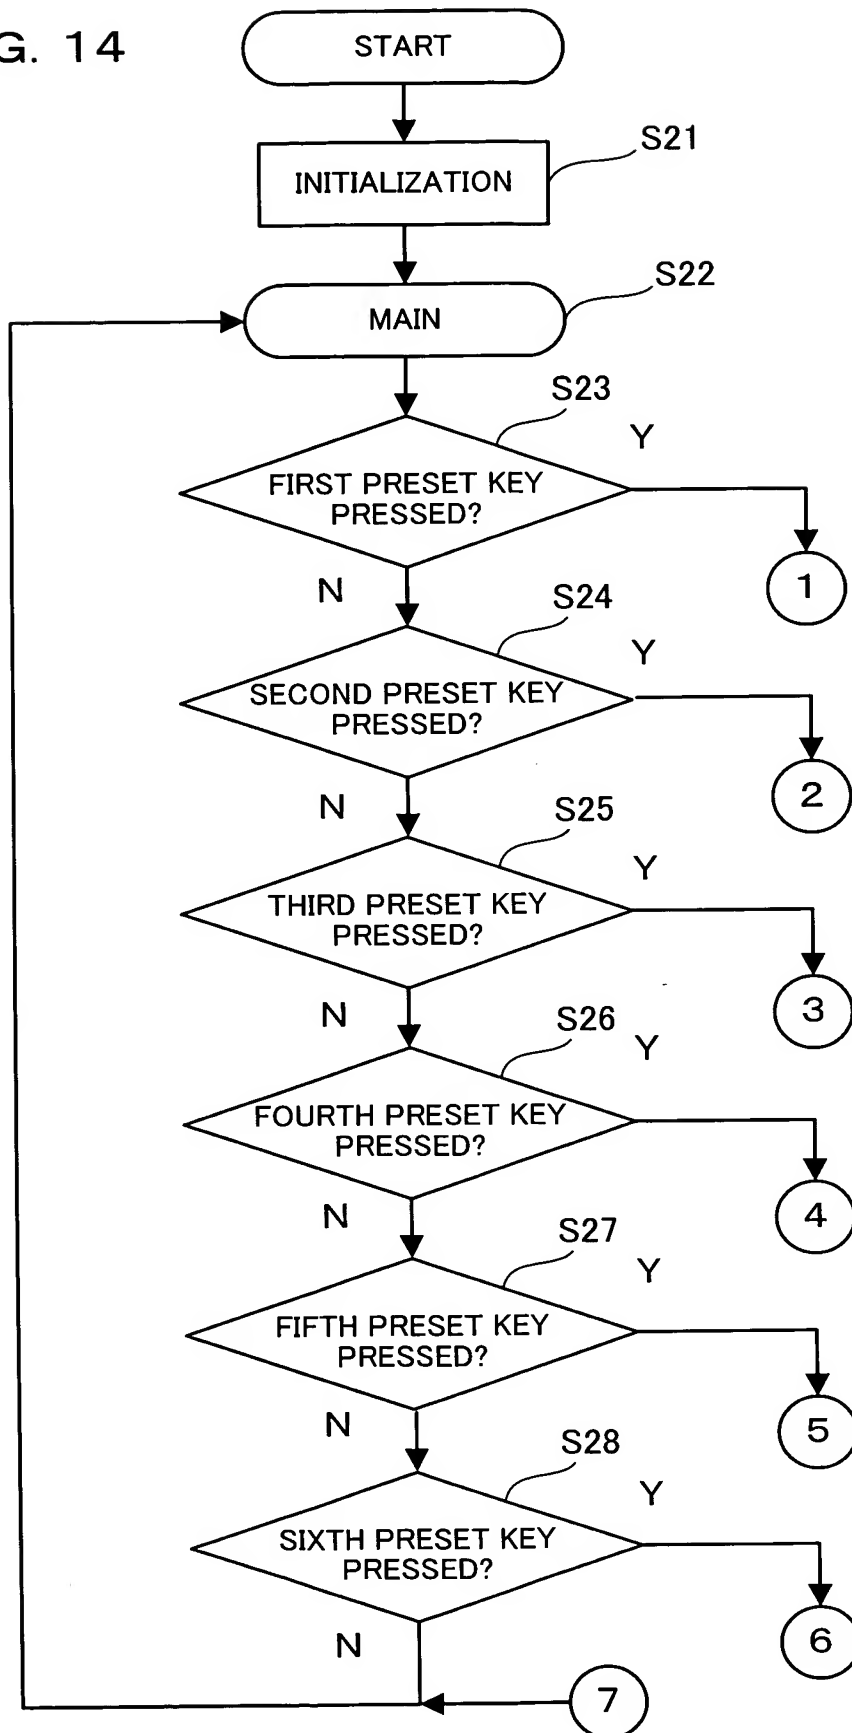 G. 14
START
S21
INITIALIZATION
S22
MAIN
S23
Y
FIRST PRESET KEY
PRESSED?
1
N
S24
Y
SECOND PRESET KEY
PRESSED?
2
N
S25
Y
THIRD PRESET KEY
PRESSED?
3
N
S26
Y
FOURTH PRESET KEY
PRESSED?
4
N
S27
Y
FIFTH PRESET KEY
PRESSED?
5
N
S28
Y
SIXTH PRESET KEY
PRESSED?
6
N
7